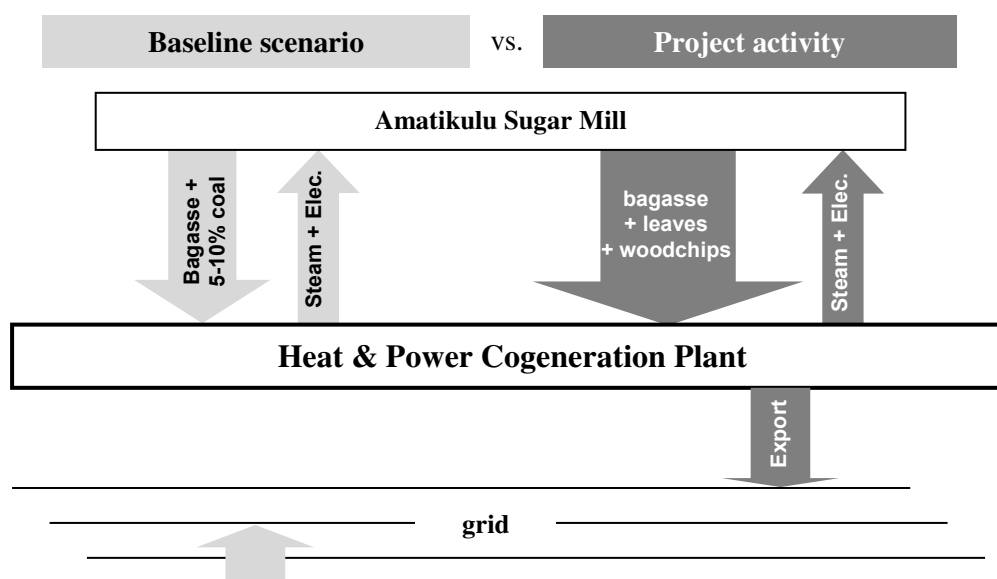 Baseline scenario vs. Project activity
Amatikulu Sugar Mill
Bagasse +
5-10% coal
Steam + Elec.
bagasse
+ leaves
+ woodchips
Steam + Elec.
Heat & Power Cogeneration Plant
Export
grid